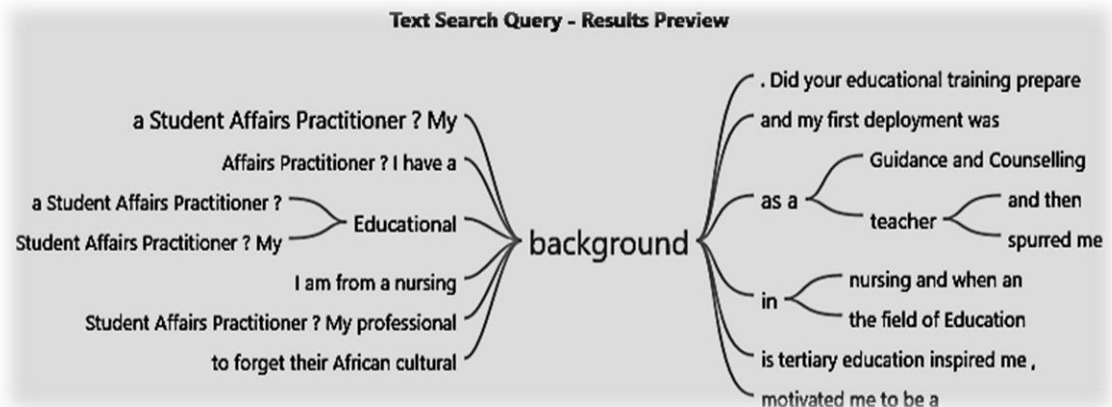 Text Search Query - Results Preview
a Student Affairs Practitioner ? My
Affairs Practitioner ? I have a
a Student Affairs Practitioner ?
Student Affairs Practitioner ? My
Educational
I am from a nursing
Student Affairs Practitioner ? My professional
to forget their African cultural
background
. Did your educational training prepare
and my first deployment was
as a
Guidance and Counselling
teacher
and then
spurred me
in
nursing and when an
the field of Education
is tertiary education inspired me ,
motivated me to be a